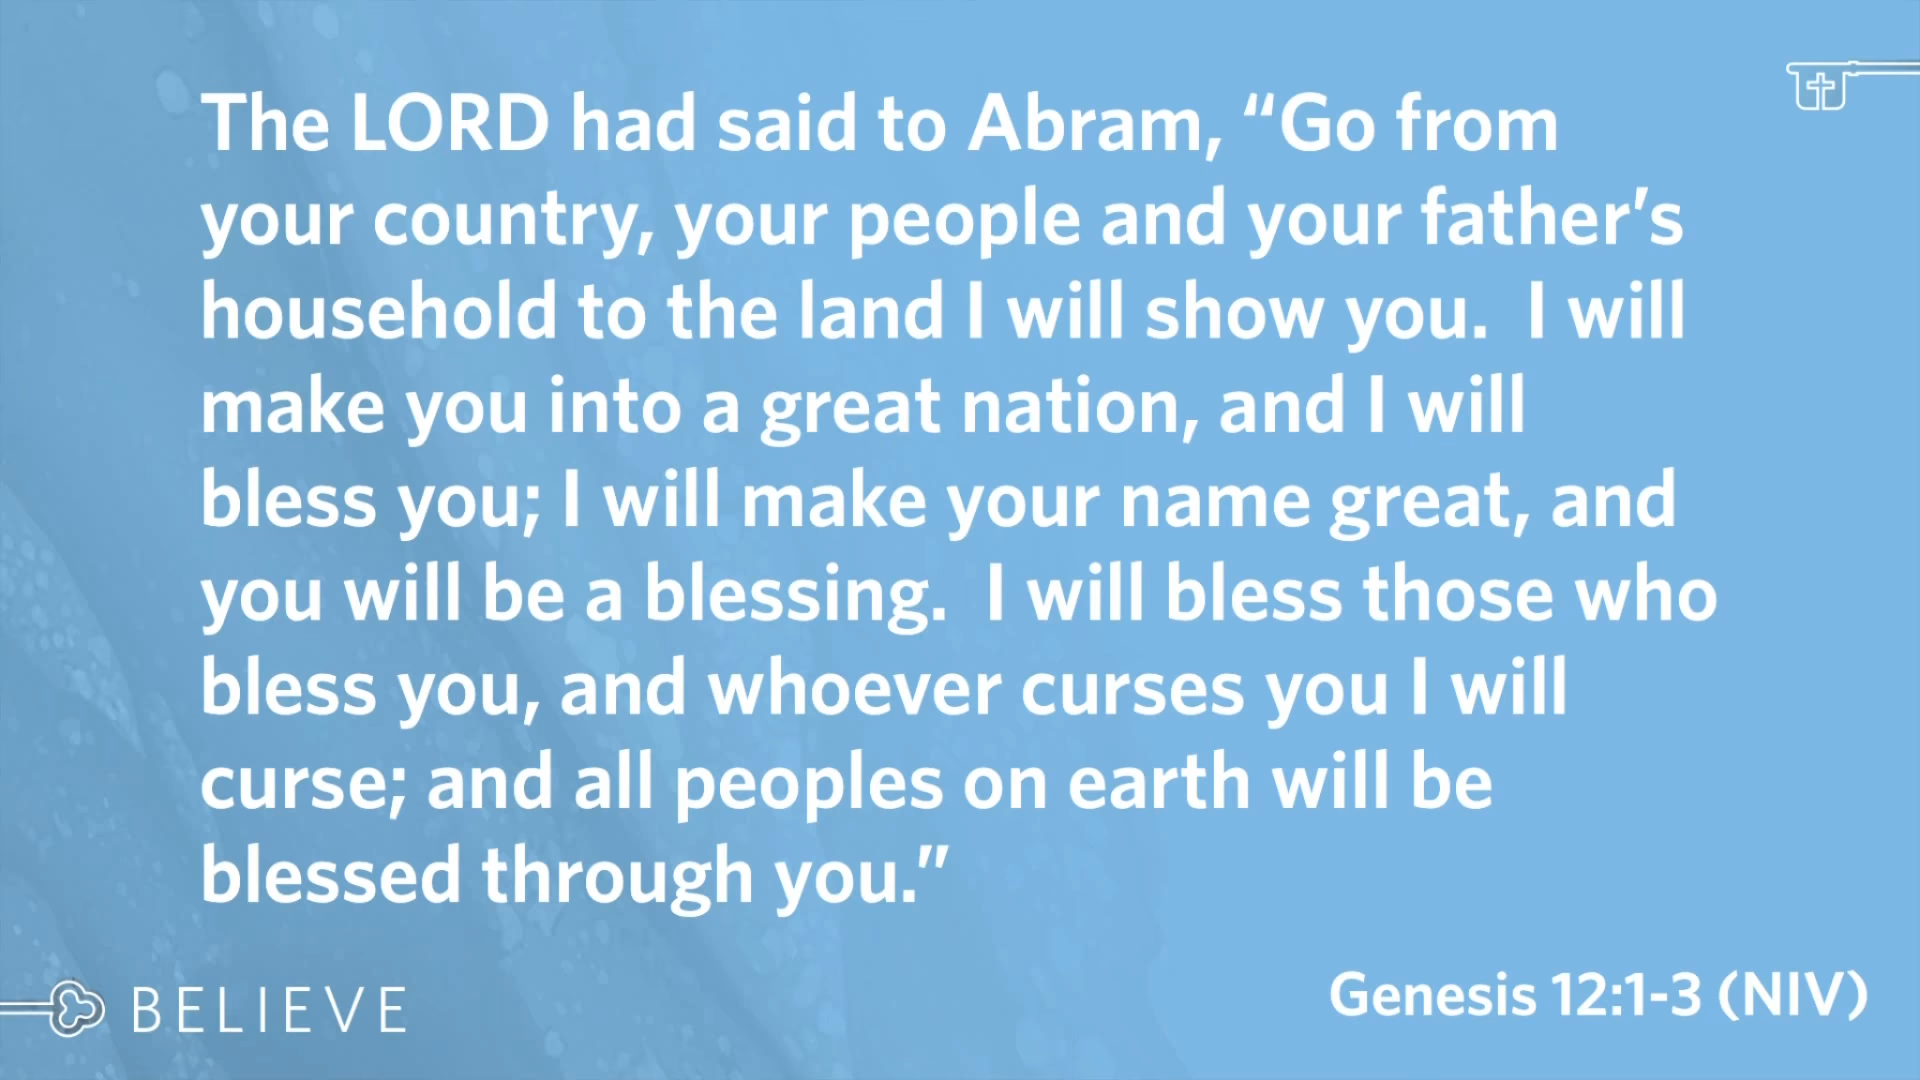 The LORD had said to Abram, “Go from
your country, your people and your father’s
household to the land I will show you.  I will
make you into a great nation, and I will
bless you; I will make your name great, and
you will be a blessing.  I will bless those who
bless you, and whoever curses you I will
curse; and all peoples on earth will be
blessed through you.”
Genesis 12:1-3 (NIV)
BELIEVE